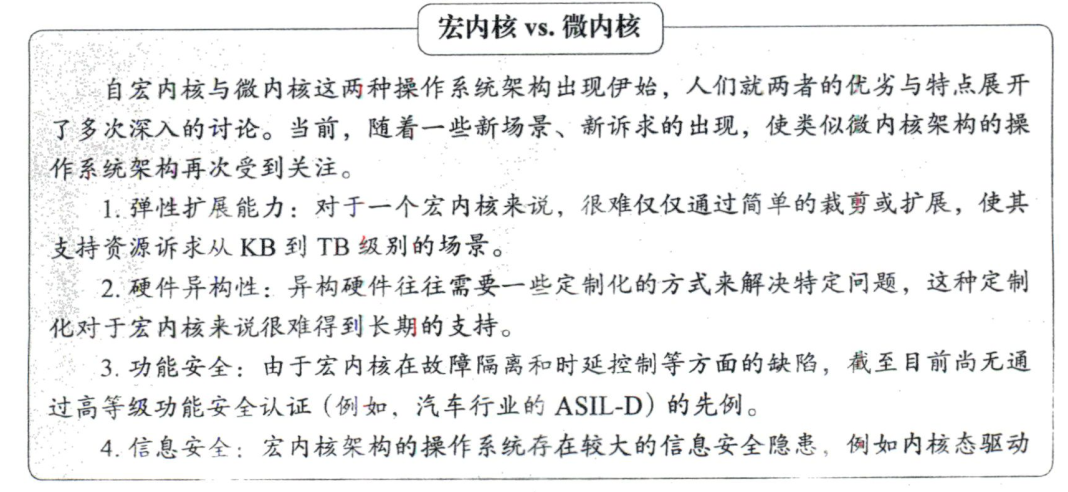 宏内核 vs. 微内核
自宏内核与微内核这两种操作系统架构出现伊始，人们就两者的优劣与特点展开
了多次深入的讨论。当前，随着一些新场景、新诉求的出现，使类似微内核架构的操
作系统架构再次受到关注。
1. 弹性扩展能力：对于一个宏内核来说，很难仅仅通过简单的裁剪或扩展，使其
支持资源诉求从 KB 到 TB 级别的场景。
2. 硬件异构性：异构硬件往往需要一些定制化的方式来解决特定问题，这种定制
化对于宏内核来说很难得到长期的支持。
3. 功能安全：由于宏内核在故障隔离和时延控制等方面的缺陷，截至目前尚无通
过高等级功能安全认证（例如，汽车行业的 ASIL-D）的先例。
4. 信息安全：宏内核架构的操作系统存在较大的信息安全隐患，例如内核态驱动